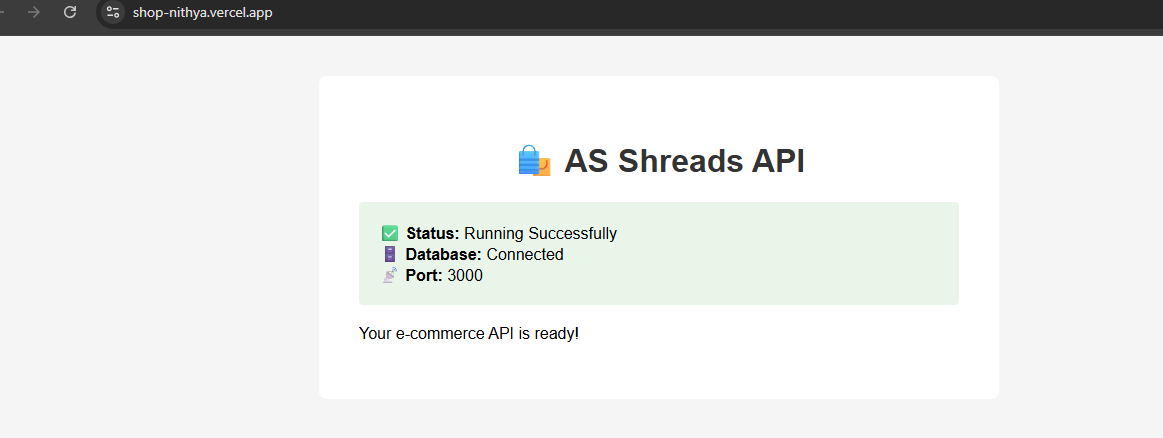 shop-nithya.vercel.app
🛍️ AS Shreads API
✅ Status: Running Successfully
🗄️ Database: Connected
📡 Port: 3000
Your e-commerce API is ready!